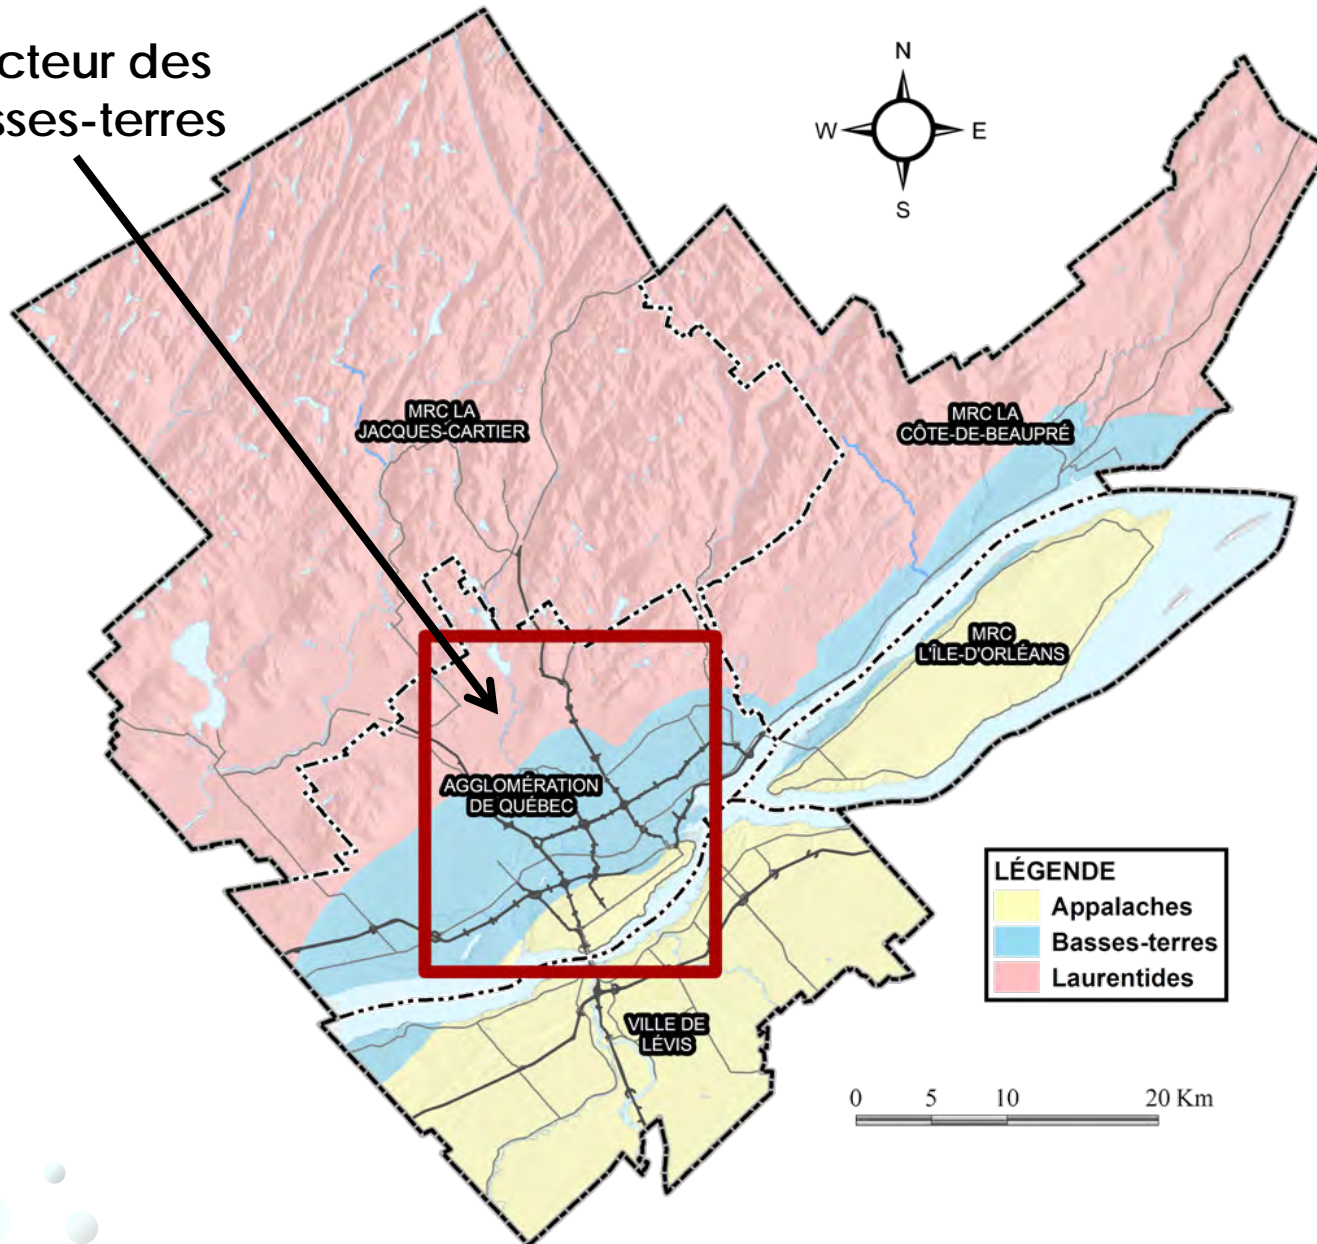 cteur des
sses-terres
N
W
E
S
MRC LA
JACQUES-CARTIER
MRC LA
CÔTE-DE-BEAUPRÉ
MRC
L'ÎLE-D'ORLÉANS
AGGLOMÉRATION
DE QUÉBEC
VILLE DE
LÉVIS
LÉGENDE
Appalaches
Basses-terres
Laurentides
0 5 10 20 Km